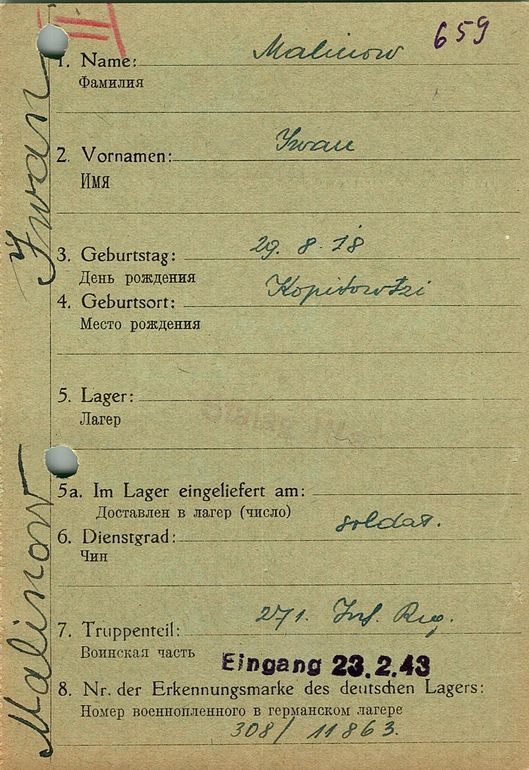 659
1. Name: Malinow
Фамилия
2. Vornamen: Iwan
Имя
3. Geburtstag: 29. 8. 18
День рождения
4. Geburtsort: Kopitowtzi
Место рождения
5. Lager:
Лагер
5a. Im Lager eingeliefert am:
Доставлен в лагер (число)
6. Dienstgrad: soldat.
Чин
7. Truppenteil: 271. Inf. Reg.
Воинская часть
Eingang 23.2.43
8. Nr. der Erkennungsmarke des deutschen Lagers:
Номер военнопленного в германском лагере
308/ 11863.
Malinow Iwan